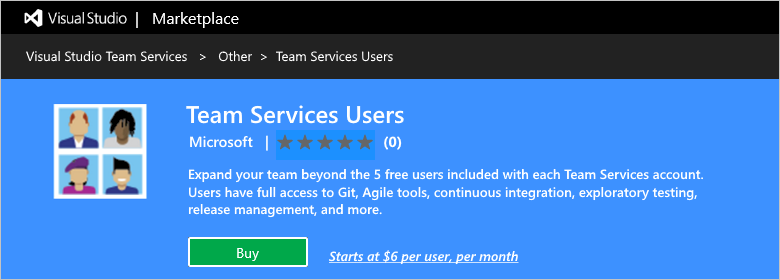 Visual Studio | Marketplace
Visual Studio Team Services > Other > Team Services Users
Team Services Users
Microsoft | ★★★★★ (0)
Expand your team beyond the 5 free users included with each Team Services account.
Users have full access to Git, Agile tools, continuous integration, exploratory testing,
release management, and more.
Buy Starts at $6 per user, per month